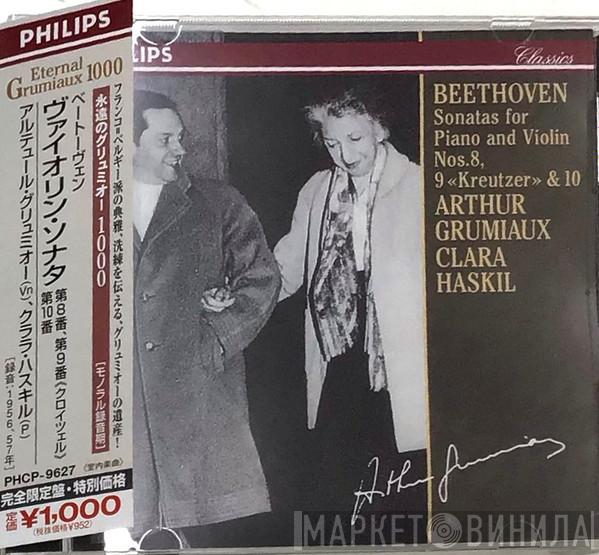 PHILIPS
Eternal
Grumiaux 1000
フランコ=ベルギー派の典雅、洗練を伝える、グリュミオーの遺産!
永遠のグリュミオー1000
[モノラル録音期]
ベートーヴェン
ヴァイオリン・ソナタ
第8番、第9番《クロイツェル》
第10番
アルテュール・グリュミオー(Vn)、クララ・ハスキル(P)
[録音:1956、57年]
PHCP-9627
〈室内楽曲〉
完全限定盤・特別価格
定価¥1,000
(税抜価格¥952)
LIPS
Classics
BEETHOVEN
Sonatas for
Piano and Violin
Nos.8,
9 «Kreutzer» & 10
ARTHUR
GRUMIAUX
CLARA
HASKIL
Arthur Grumiaux
МАРКЕТ ВИНИЛА